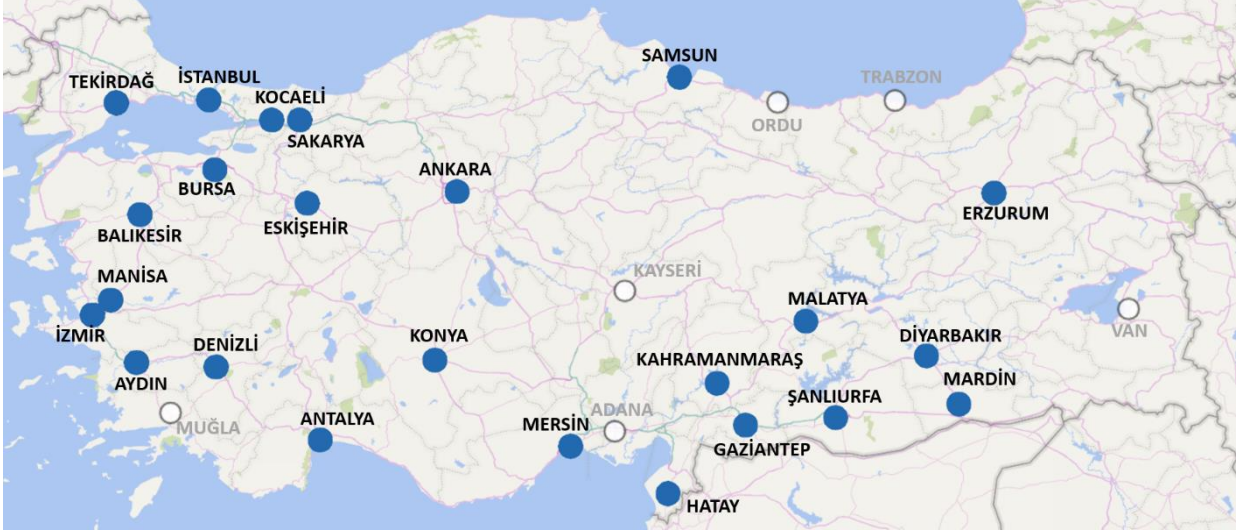 SAMSUN
TEKİRDAĞ
İSTANBUL
TRABZON
KOCAELİ
ORDU
SAKARYA
ANKARA
BURSA
ERZURUM
ESKİŞEHİR
BALIKESİR
KAYSERİ
MANİSA
MALATYA
VAN
İZMİR
DENİZLİ
KONYA
DİYARBAKIR
KAHRAMANMARAŞ
AYDIN
MARDİN
ŞANLIURFA
ADANA
ANTALYA
MERSİN
MUĞLA
GAZİANTEP
HATAY